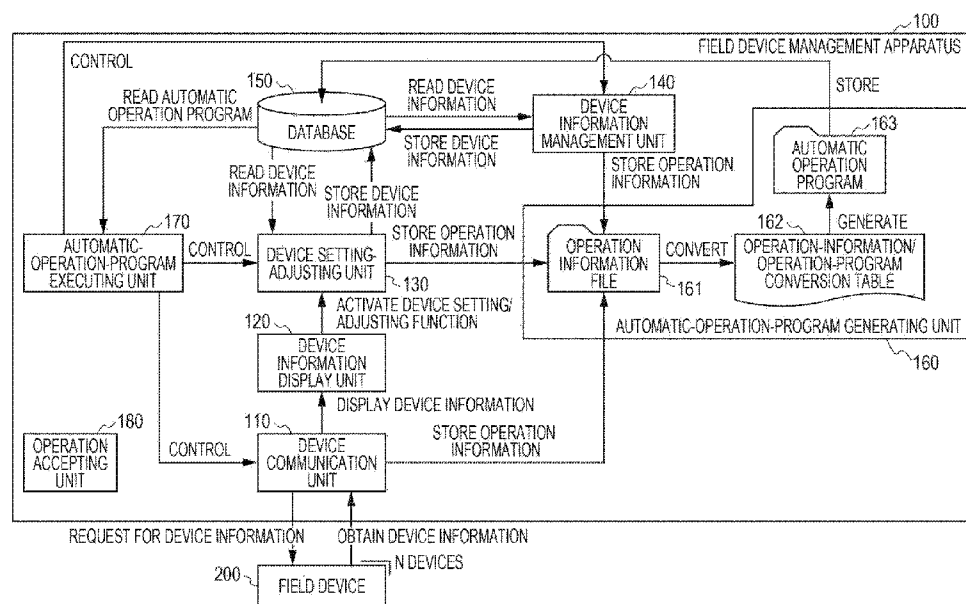 100
FIELD DEVICE MANAGEMENT APPARATUS
CONTROL
150
READ AUTOMATIC
OPERATION PROGRAM
DATABASE
READ DEVICE
INFORMATION
STORE DEVICE
INFORMATION
140
DEVICE
INFORMATION
MANAGEMENT UNIT
STORE
163
AUTOMATIC
OPERATION
PROGRAM
READ DEVICE
INFORMATION
STORE DEVICE
INFORMATION
STORE OPERATION
INFORMATION
170
AUTOMATIC-
OPERATION-PROGRAM
EXECUTING UNIT
CONTROL
DEVICE SETTING-
ADJUSTING UNIT
130
STORE OPERATION
INFORMATION
OPERATION
INFORMATION
FILE
161
CONVERT
162
GENERATE
OPERATION-INFORMATION/
OPERATION-PROGRAM
CONVERSION TABLE
ACTIVATE DEVICE SETTING/
ADJUSTING FUNCTION
120
DEVICE
INFORMATION
DISPLAY UNIT
AUTOMATIC-OPERATION-PROGRAM GENERATING UNIT
160
DISPLAY DEVICE INFORMATION
180
OPERATION
ACCEPTING
UNIT
CONTROL
110
DEVICE
COMMUNICATION
UNIT
STORE OPERATION
INFORMATION
REQUEST FOR DEVICE INFORMATION
OBTAIN DEVICE INFORMATION
N DEVICES
200
FIELD DEVICE